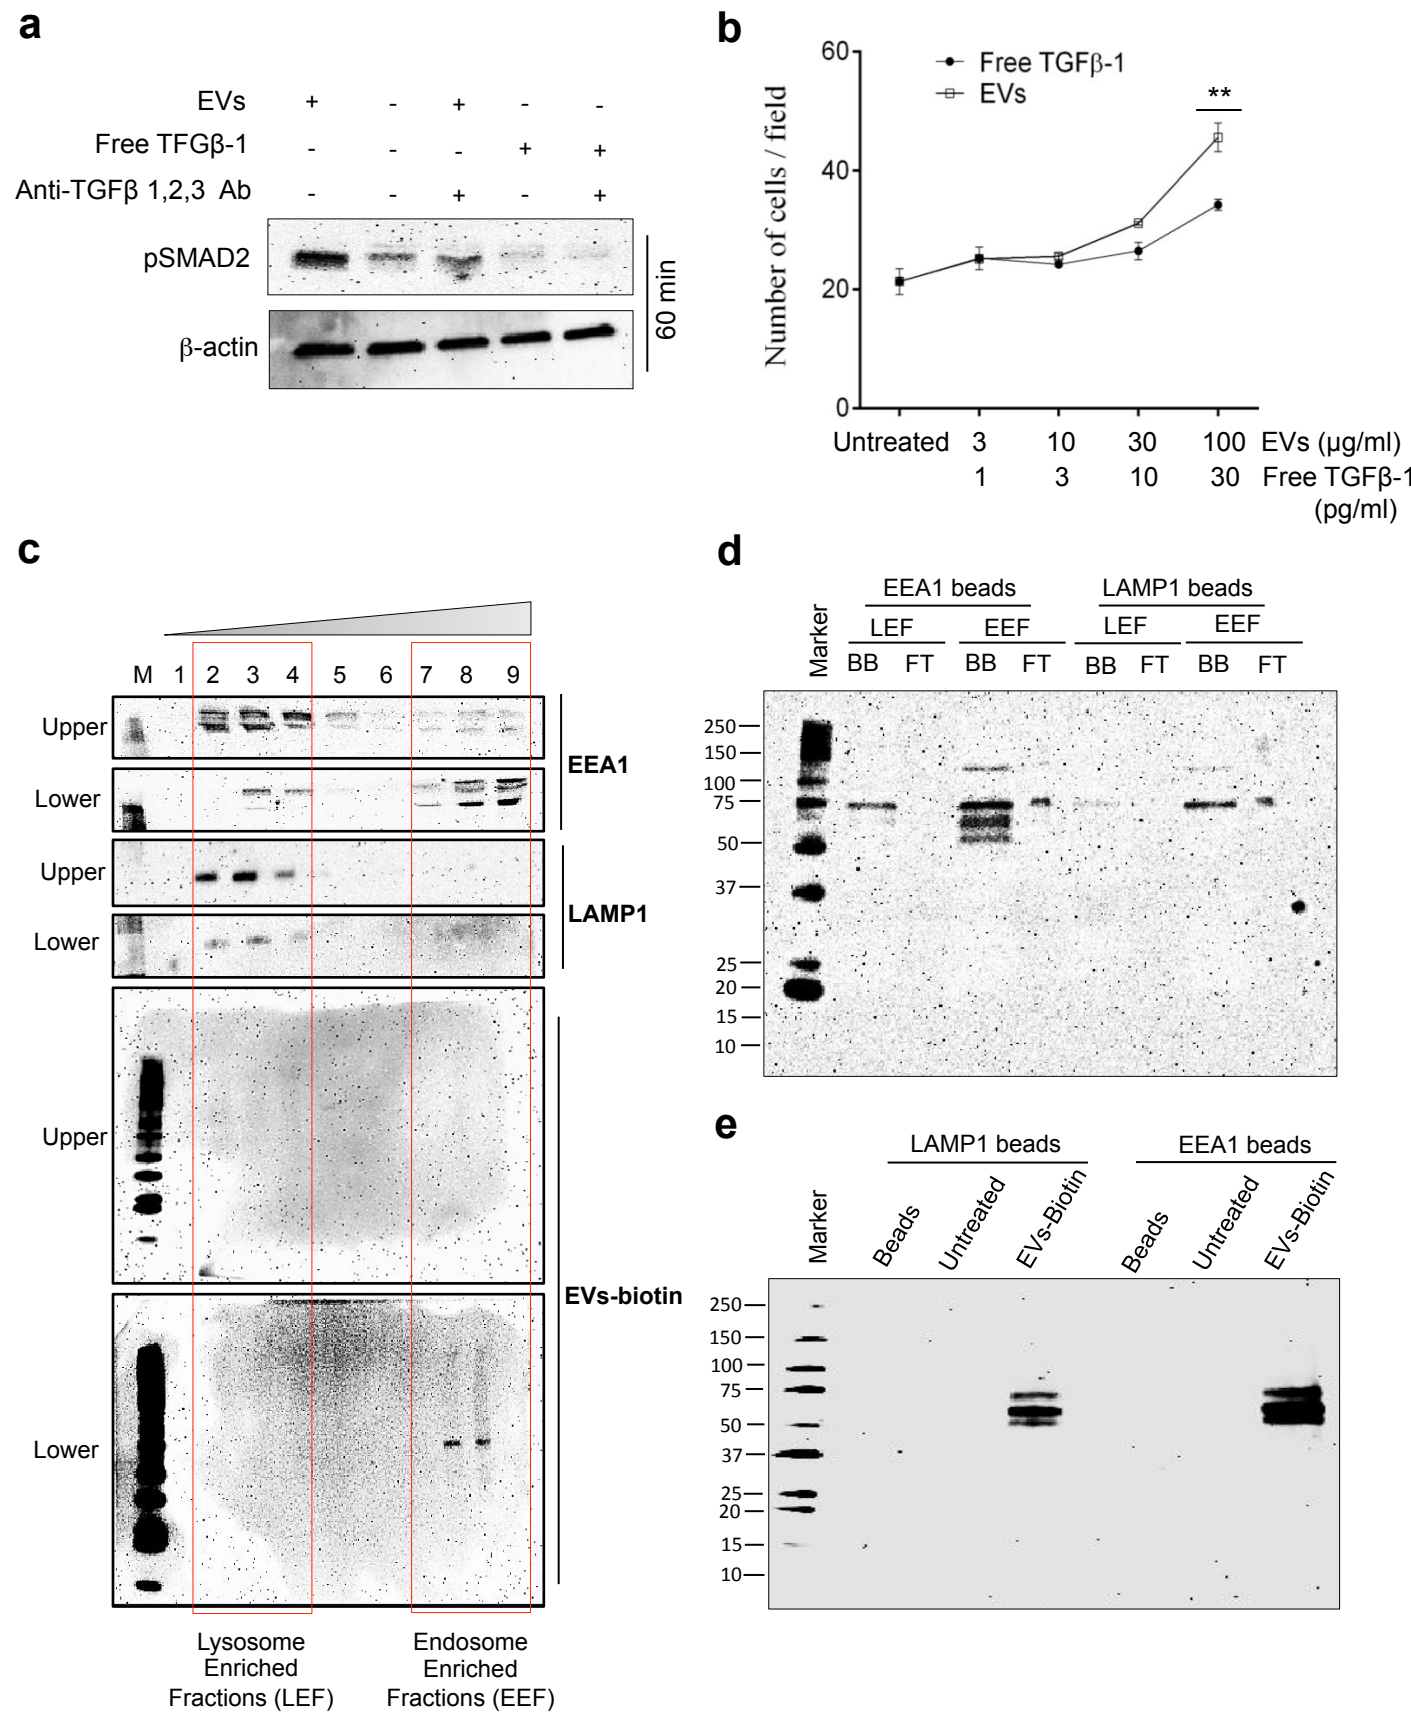 a
EVs + - + - -
Free TFGβ-1 - - - + +
Anti-TGFβ 1,2,3 Ab - - + - +
pSMAD2
β-actin
60 min
b
60
40
20
0
Number of cells / field
Free TGFβ-1
EVs
**
Untreated 3 10 30 100 EVs (μg/ml)
1 3 10 30 Free TGFβ-1
(pg/ml)
c
M 1 2 3 4 5 6 7 8 9
Upper
Lower
EEA1
Upper
Lower
LAMP1
Upper
Lower
EVs-biotin
Lysosome
Enriched
Fractions (LEF)
Endosome
Enriched
Fractions (EEF)
d
Marker
EEA1 beads LAMP1 beads
LEF EEF LEF EEF
BB FT BB FT BB FT BB FT
250
150
100
75
50
37
25
20
15
10
e
LAMP1 beads EEA1 beads
Marker
Beads
Untreated
EVs-Biotin
Beads
Untreated
EVs-Biotin
250
150
100
75
50
37
25
20
15
10